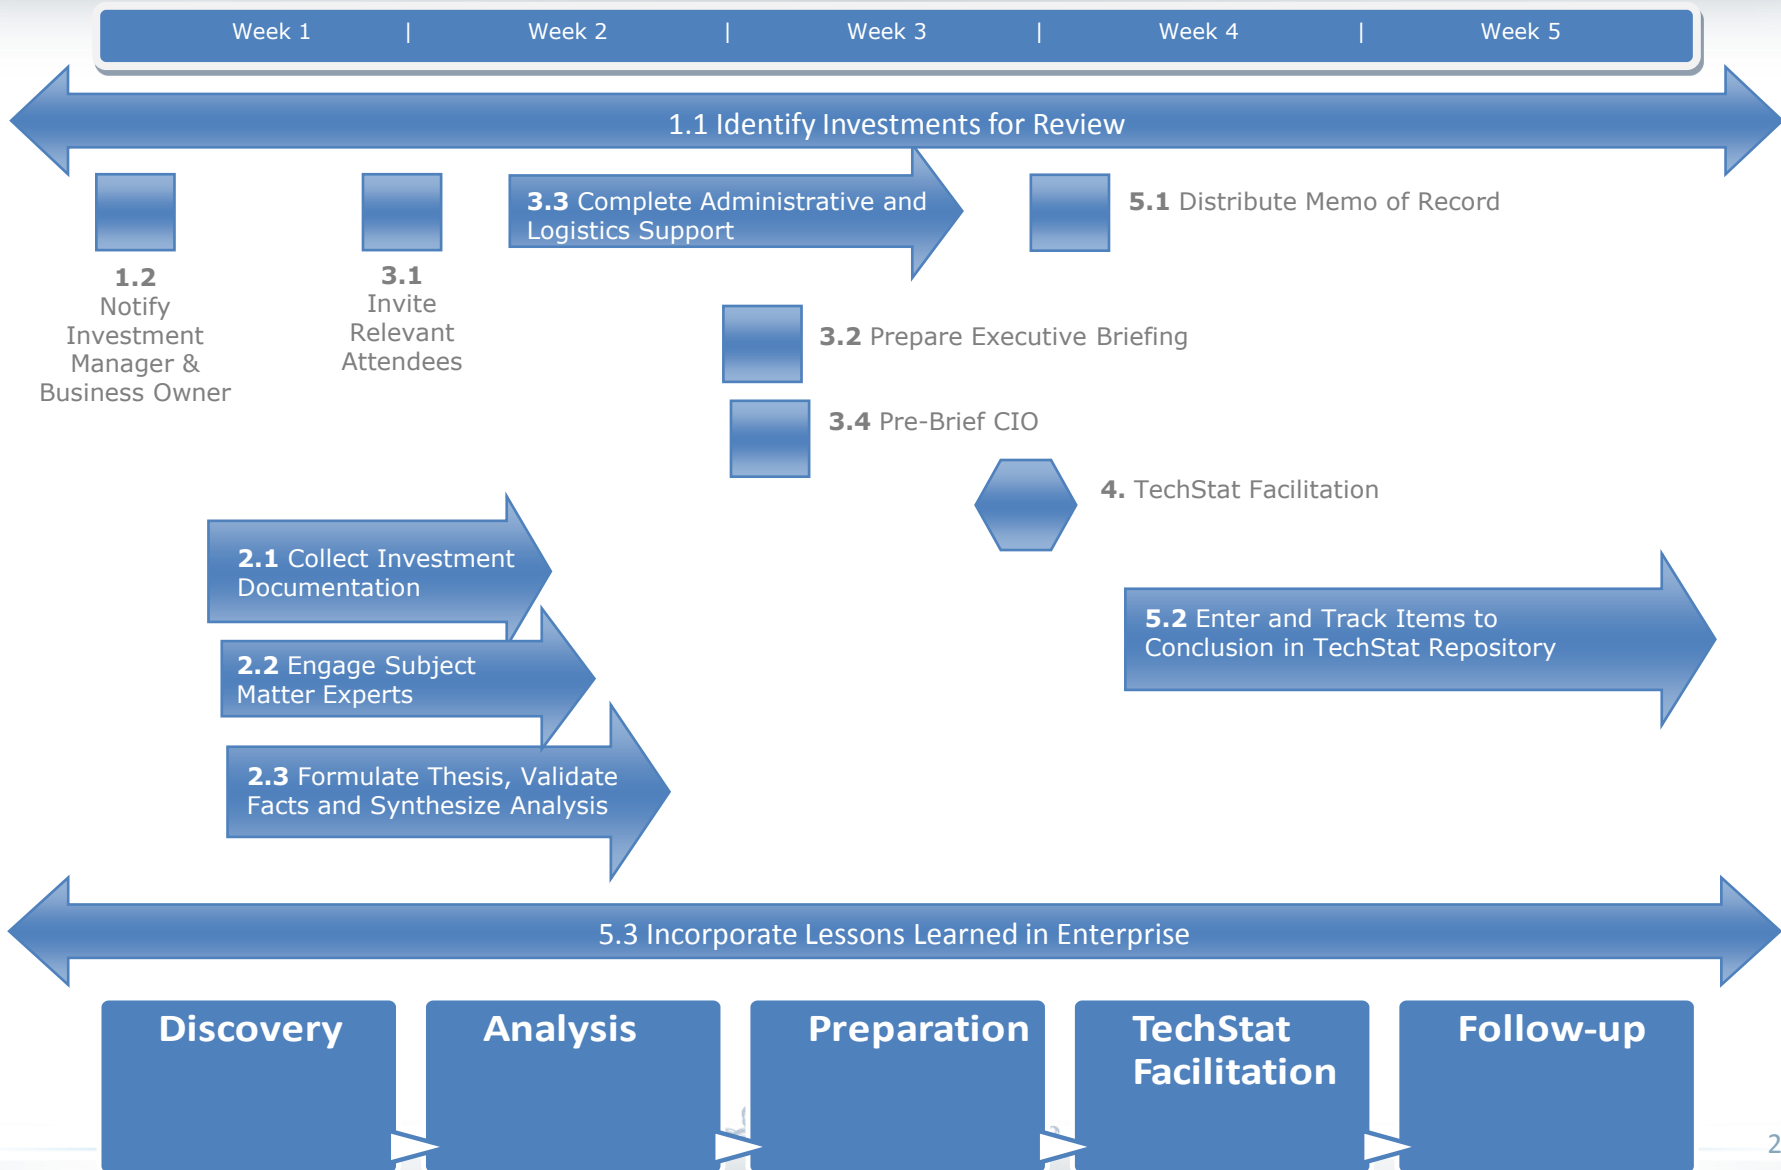 Week 1 | Week 2 | Week 3 | Week 4 | Week 5
1.1 Identify Investments for Review
1.2
Notify
Investment
Manager &
Business Owner
3.1
Invite
Relevant
Attendees
3.3 Complete Administrative and
Logistics Support
5.1 Distribute Memo of Record
3.2 Prepare Executive Briefing
3.4 Pre-Brief CIO
4. TechStat Facilitation
2.1 Collect Investment
Documentation
2.2 Engage Subject
Matter Experts
2.3 Formulate Thesis, Validate
Facts and Synthesize Analysis
5.2 Enter and Track Items to
Conclusion in TechStat Repository
5.3 Incorporate Lessons Learned in Enterprise
Discovery
Analysis
Preparation
TechStat
Facilitation
Follow-up
2